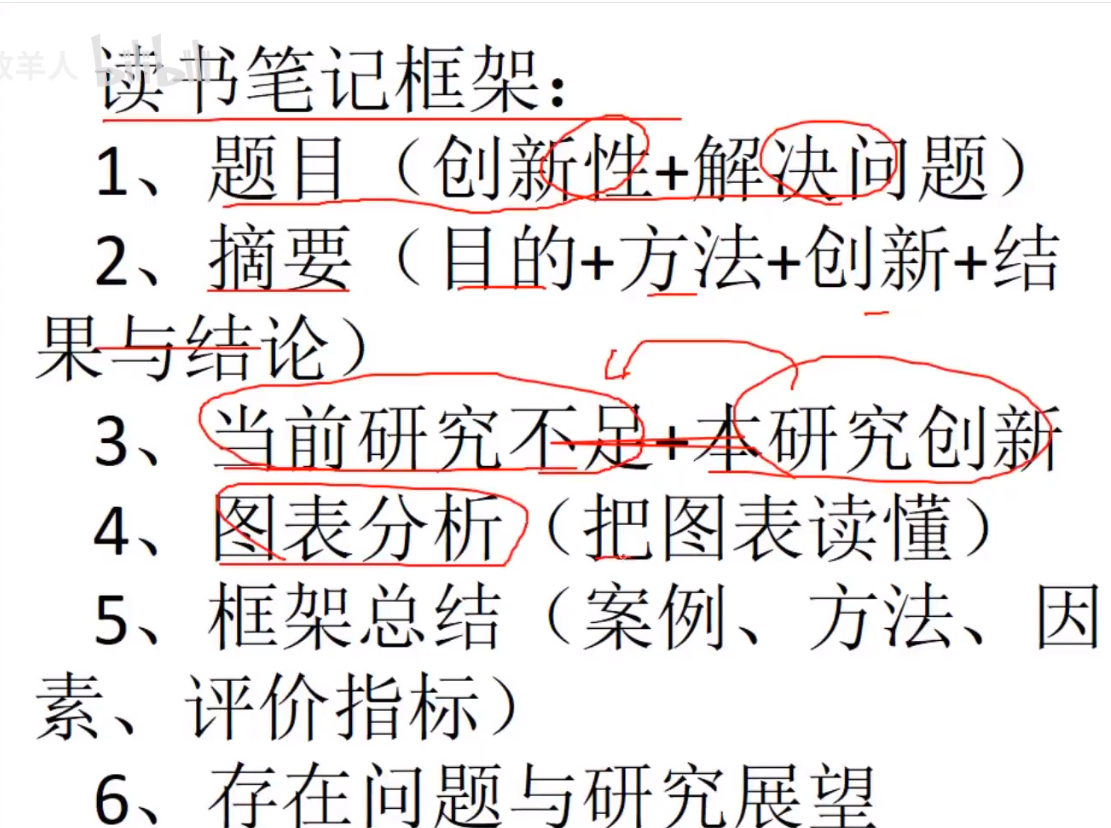 牧羊人 bilibili
读书笔记框架：
1、题目（创新性+解决问题）
2、摘要（目的+方法+创新+结
果与结论）
3、当前研究不足+本研究创新
4、图表分析（把图表读懂）
5、框架总结（案例、方法、因
素、评价指标）
6、存在问题与研究展望